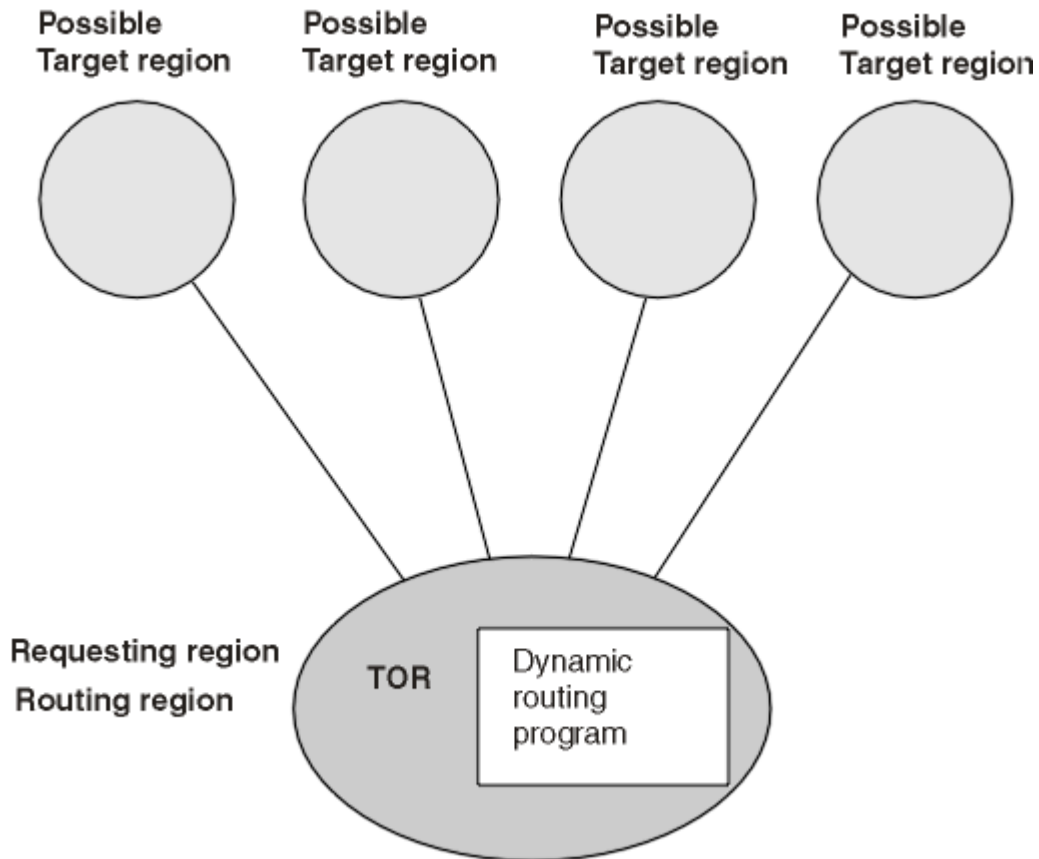 Possible
Target region
Possible
Target region
Possible
Target region
Possible
Target region
Requesting region
Routing region
TOR
Dynamic
routing
program